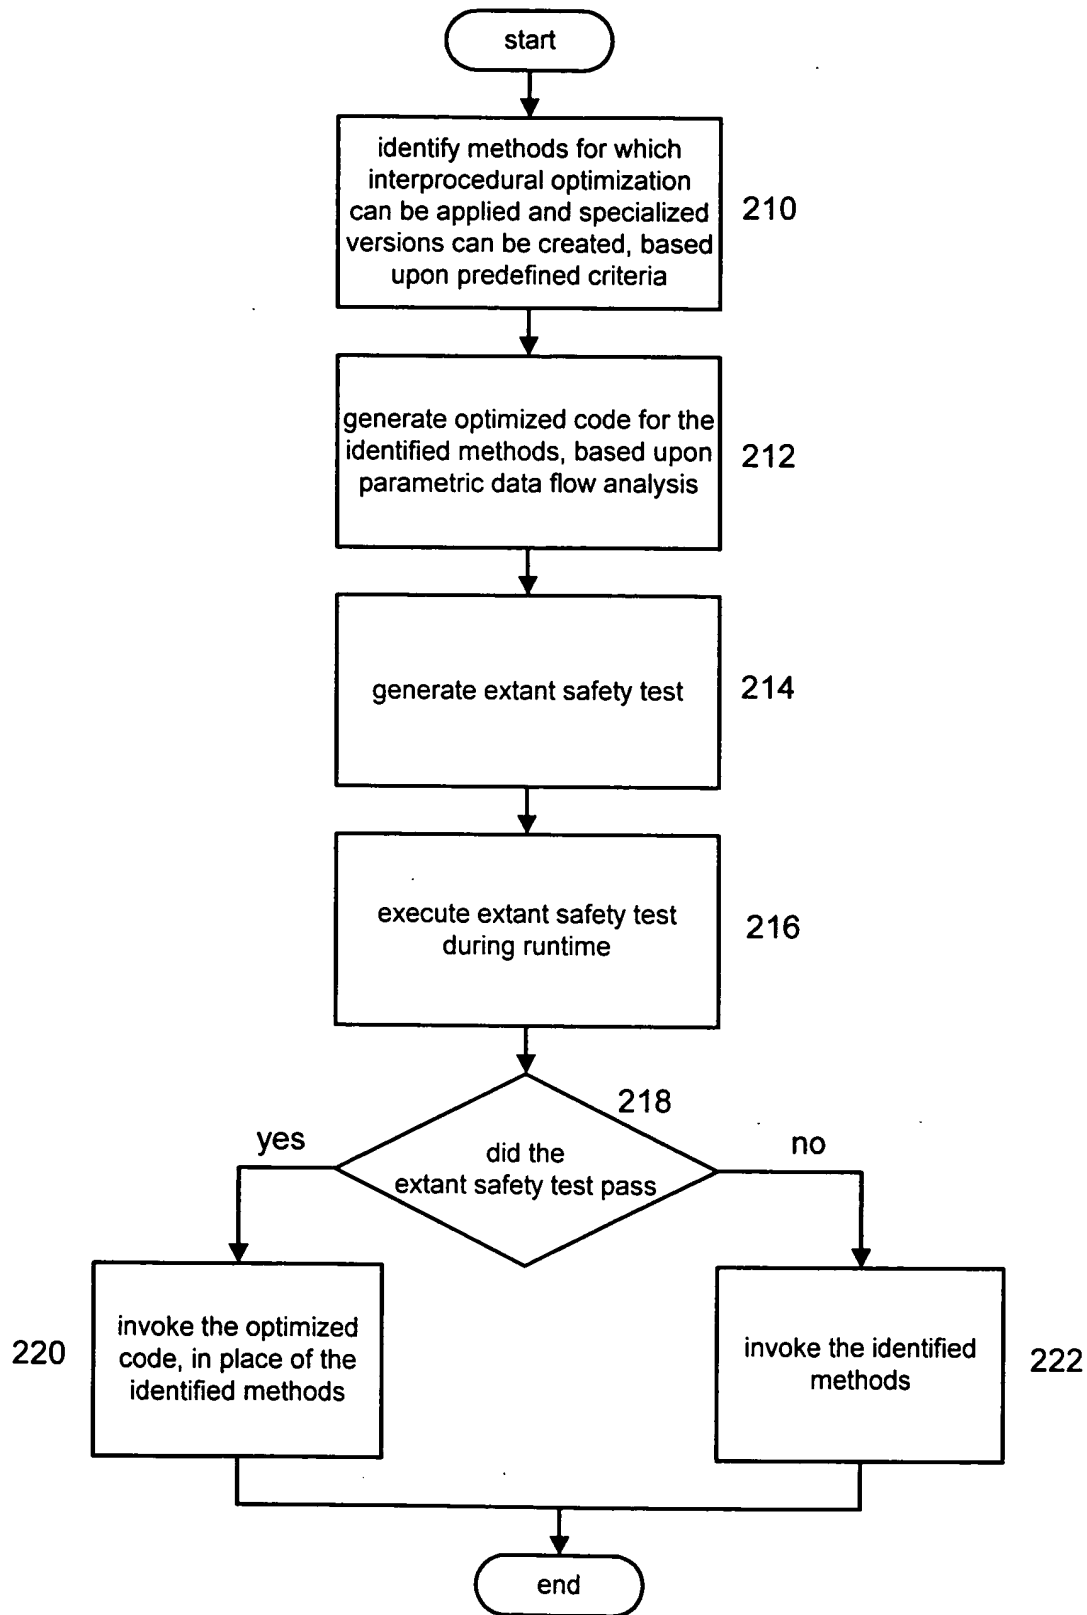 start
identify methods for which
interprocedural optimization
can be applied and specialized
versions can be created, based
upon predefined criteria
210
generate optimized code for the
identified methods, based upon
parametric data flow analysis
212
generate extant safety test
214
execute extant safety test
during runtime
216
218
yes
did the
extant safety test pass
no
220
invoke the optimized
code, in place of the
identified methods
invoke the identified
methods
222
end